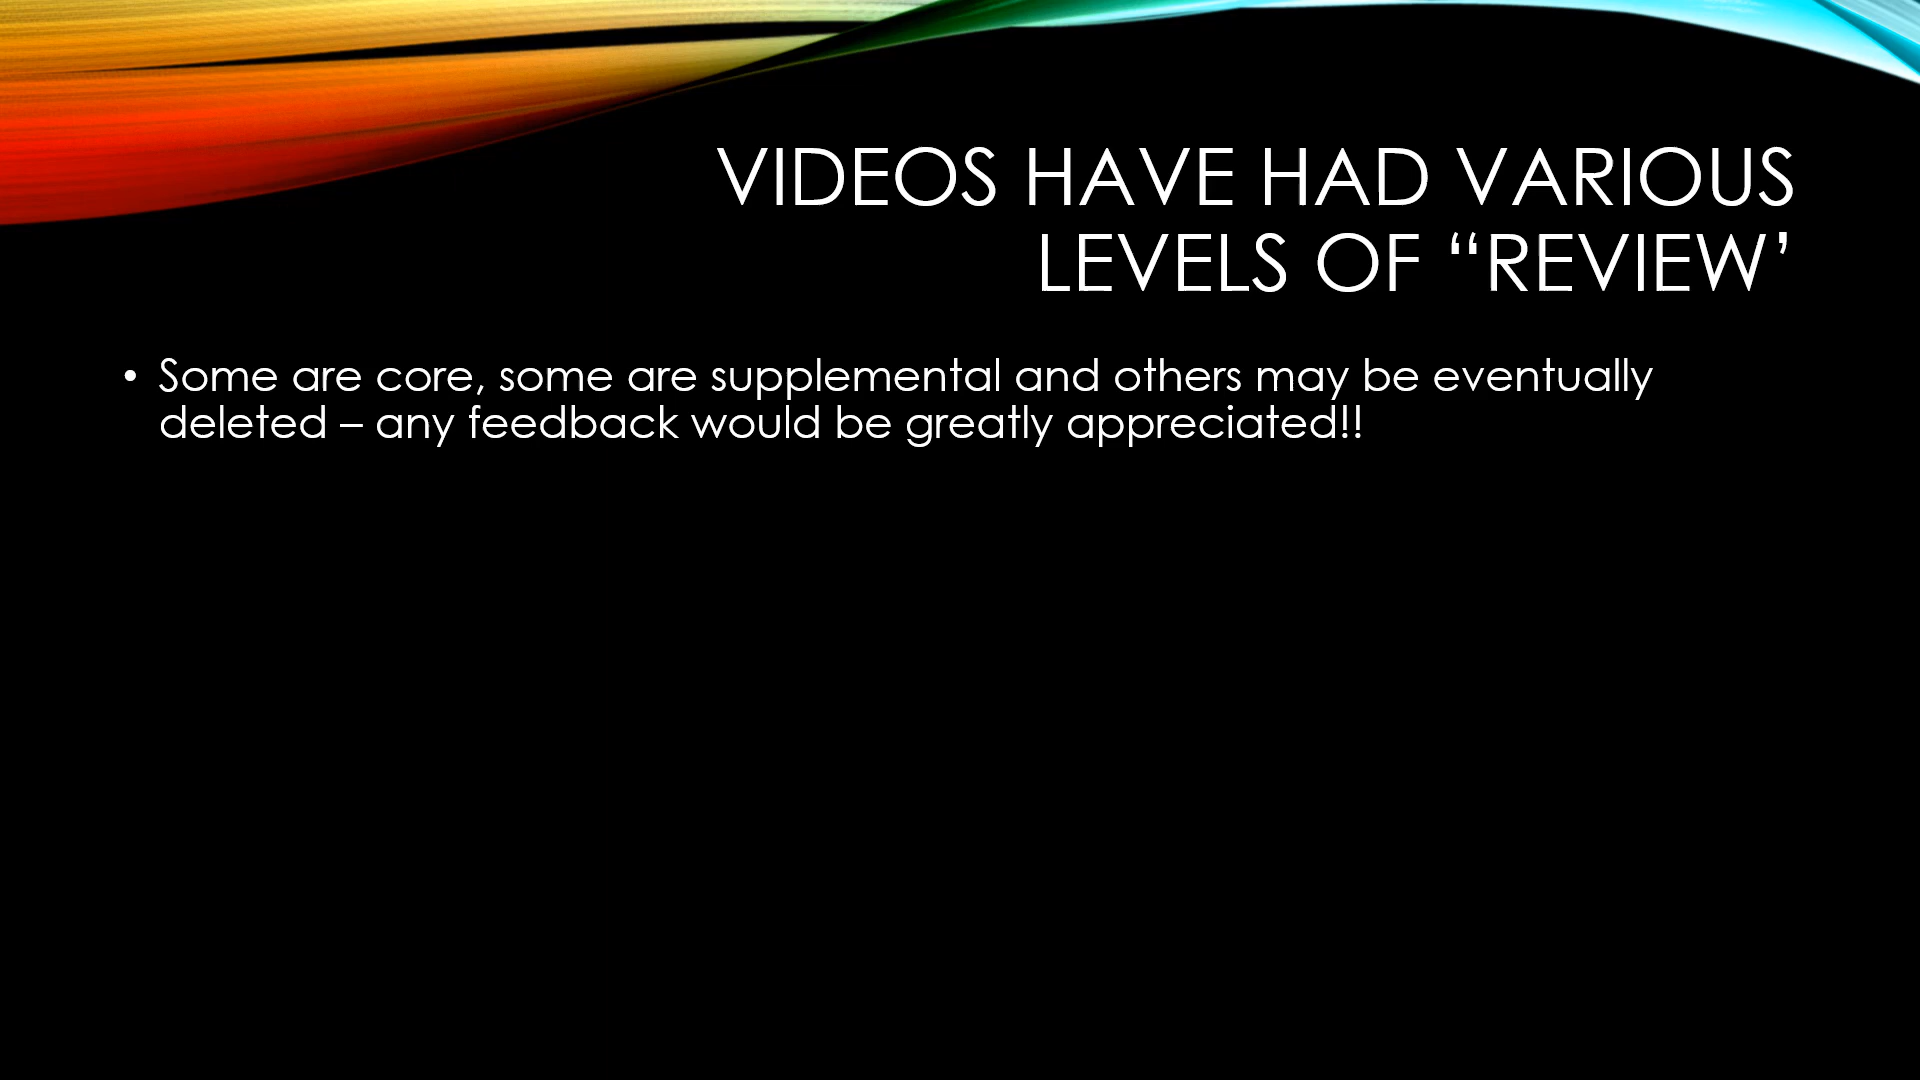 VIDEOS HAVE HAD VARIOUS
LEVELS OF “REVIEW’
• Some are core, some are supplemental and others may be eventually
deleted – any feedback would be greatly appreciated!!